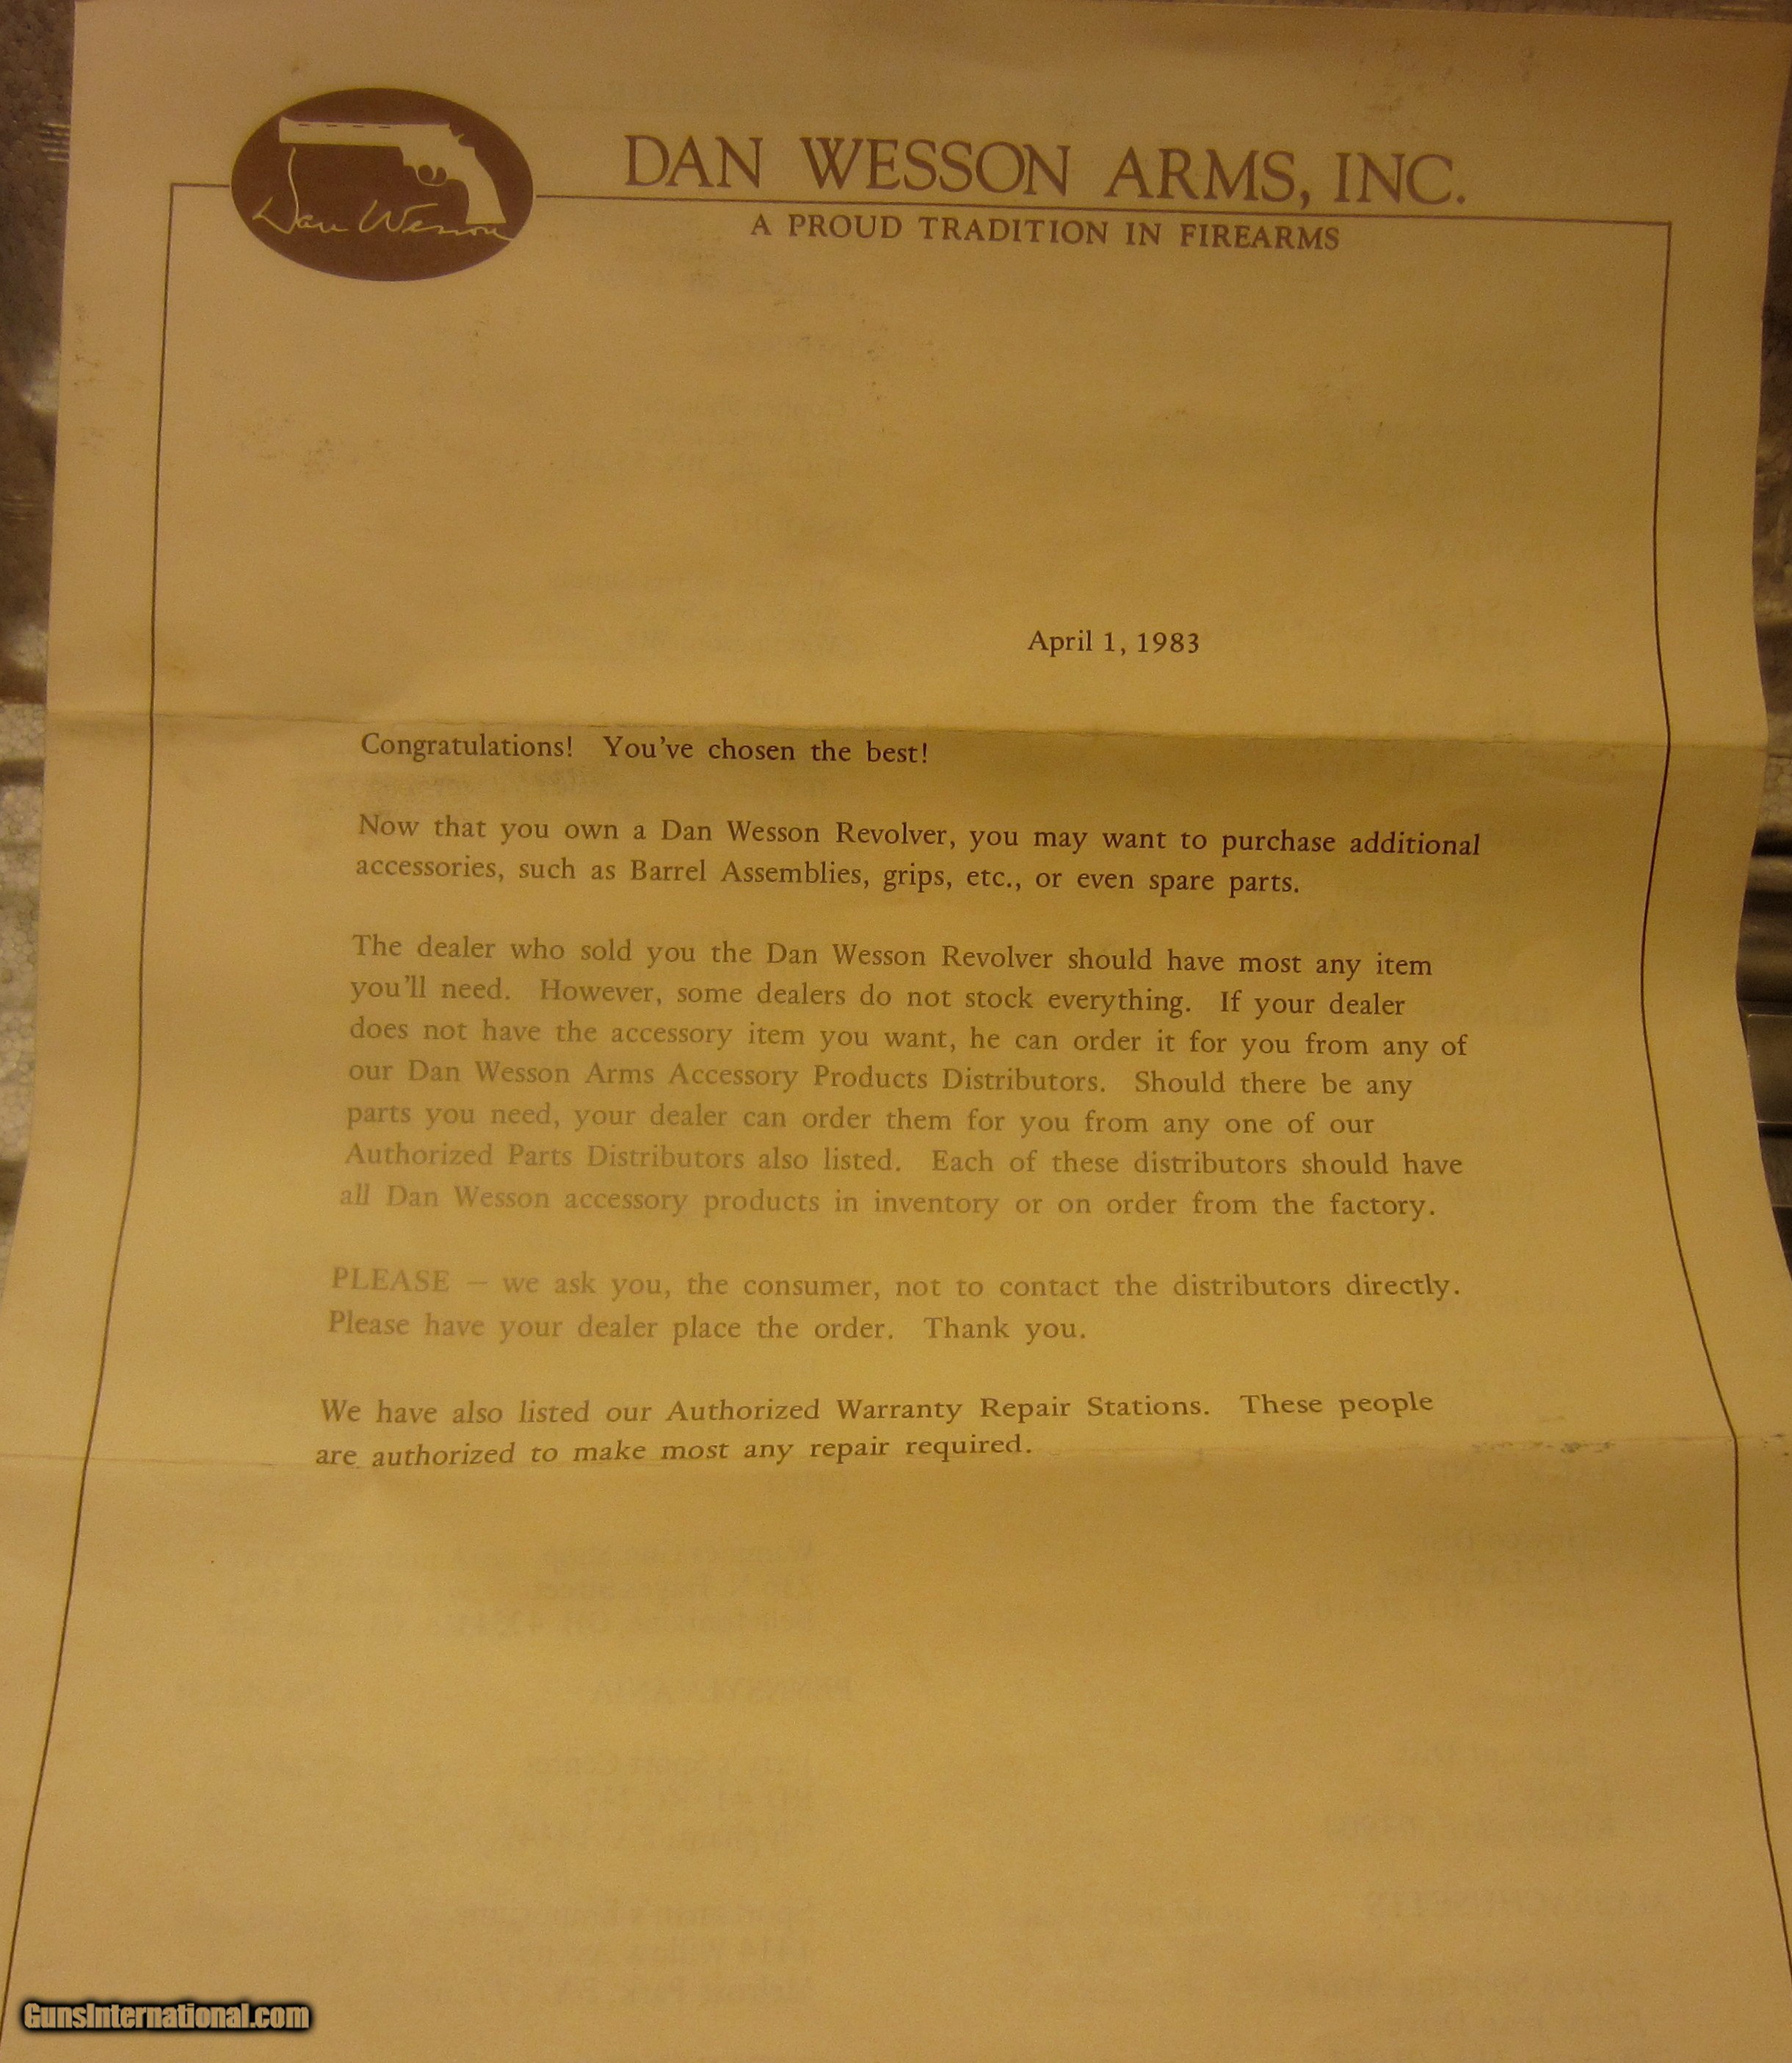 Dan Wesson
DAN WESSON ARMS, INC.
A PROUD TRADITION IN FIREARMS
April 1, 1983
Congratulations! You've chosen the best!
Now that you own a Dan Wesson Revolver, you may want to purchase additional
accessories, such as Barrel Assemblies, grips, etc., or even spare parts.
The dealer who sold you the Dan Wesson Revolver should have most any item
you'll need. However, some dealers do not stock everything. If your dealer
does not have the accessory item you want, he can order it for you from any of
our Dan Wesson Arms Accessory Products Distributors. Should there be any
parts you need, your dealer can order them for you from any one of our
Authorized Parts Distributors also listed. Each of these distributors should have
all Dan Wesson accessory products in inventory or on order from the factory.
PLEASE — we ask you, the consumer, not to contact the distributors directly.
Please have your dealer place the order. Thank you.
We have also listed our Authorized Warranty Repair Stations. These people
are authorized to make most any repair required.
GunsInternational.com